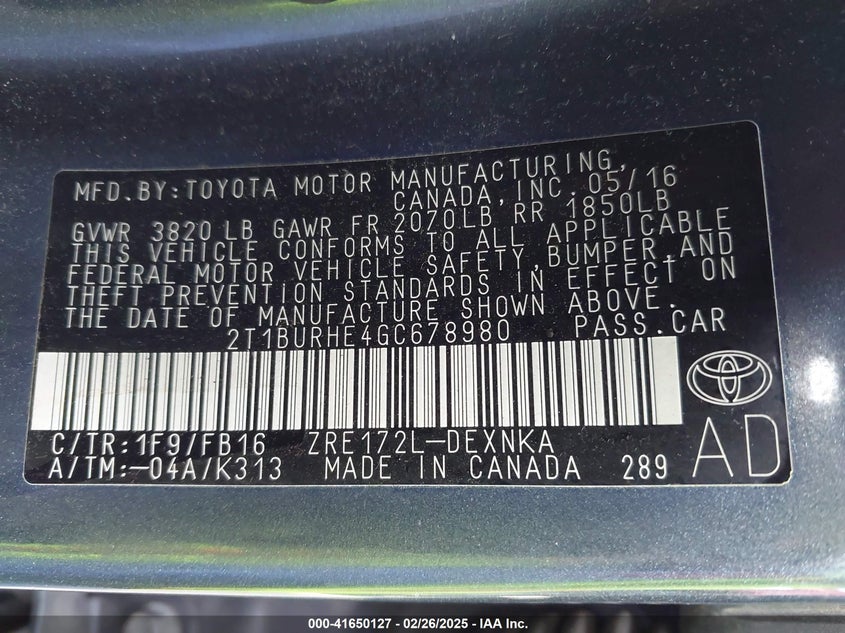 MFD.BY:TOYOTA MOTOR MANUFACTURING,
CANADA,INC. 05/16
GVWR 3820 LB GAWR FR 2070LB RR 1850LB
THIS VEHICLE CONFORMS TO ALL APPLICABLE
FEDERAL MOTOR VEHICLE SAFETY,BUMPER,AND
THEFT PREVENTION STANDARDS IN EFFECT ON
THE DATE OF MANUFACTURE SHOWN ABOVE.
2T1BURHE4GC678980 PASS.CAR
C/TR:1F9/FB16 ZRE172L-DEXNKA
A/TM:-04A/K313 MADE IN CANADA 289
AD
000-41650127 - 02/26/2025 - IAA Inc.